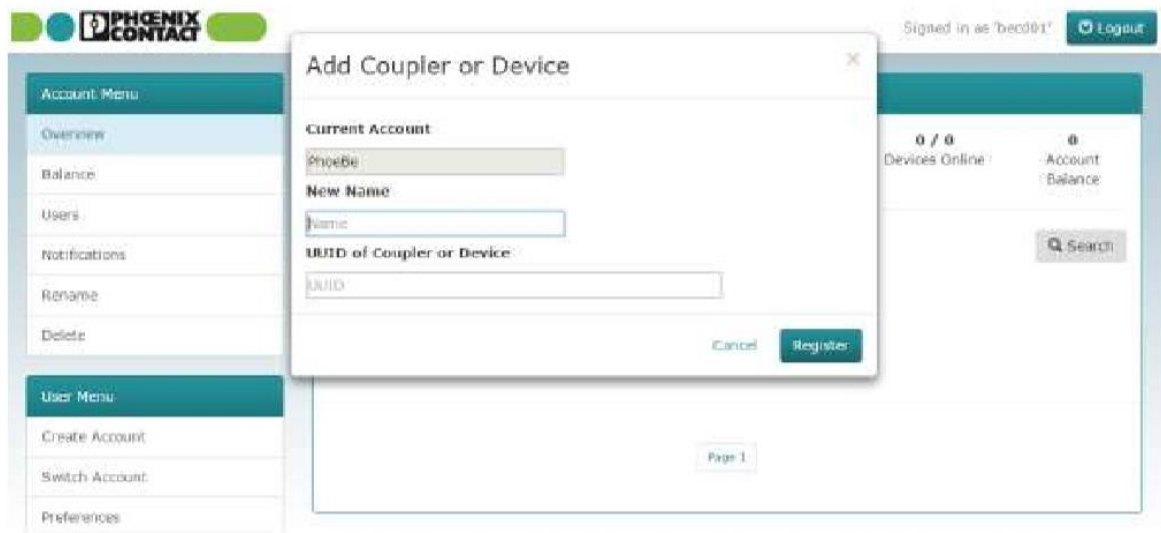 PHŒNIX
CONTACT
Signed in as 'becd01'
Logout
Add Coupler or Device
×
Current Account
PhoeBe
New Name
Name
UUID of Coupler or Device
UUID
Cancel
Register
Account Menu
Overview
Balance
Users
Notifications
Rename
Delete
0 / 0
Devices Online
0
Account
Balance
Search
User Menu
Create Account
Switch Account
Preferences
Page 1